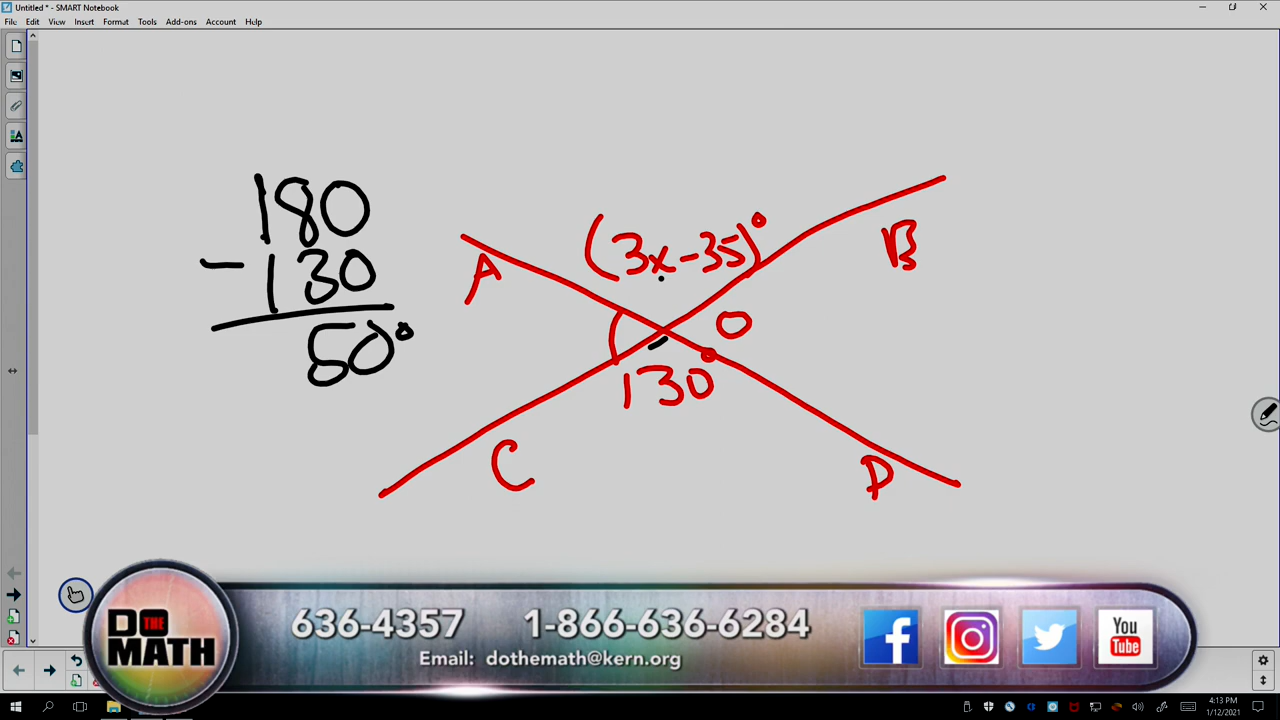 Untitled * - SMART Notebook
File Edit View Insert Format Tools Add-ons Account Help
180
-130
50°
(3x-35)°
A
B
O
130°
C
D
DO THE MATH
636-4357 1-866-636-6284
Email: dothemath@kern.org
You Tube
4:13 PM
1/12/2021